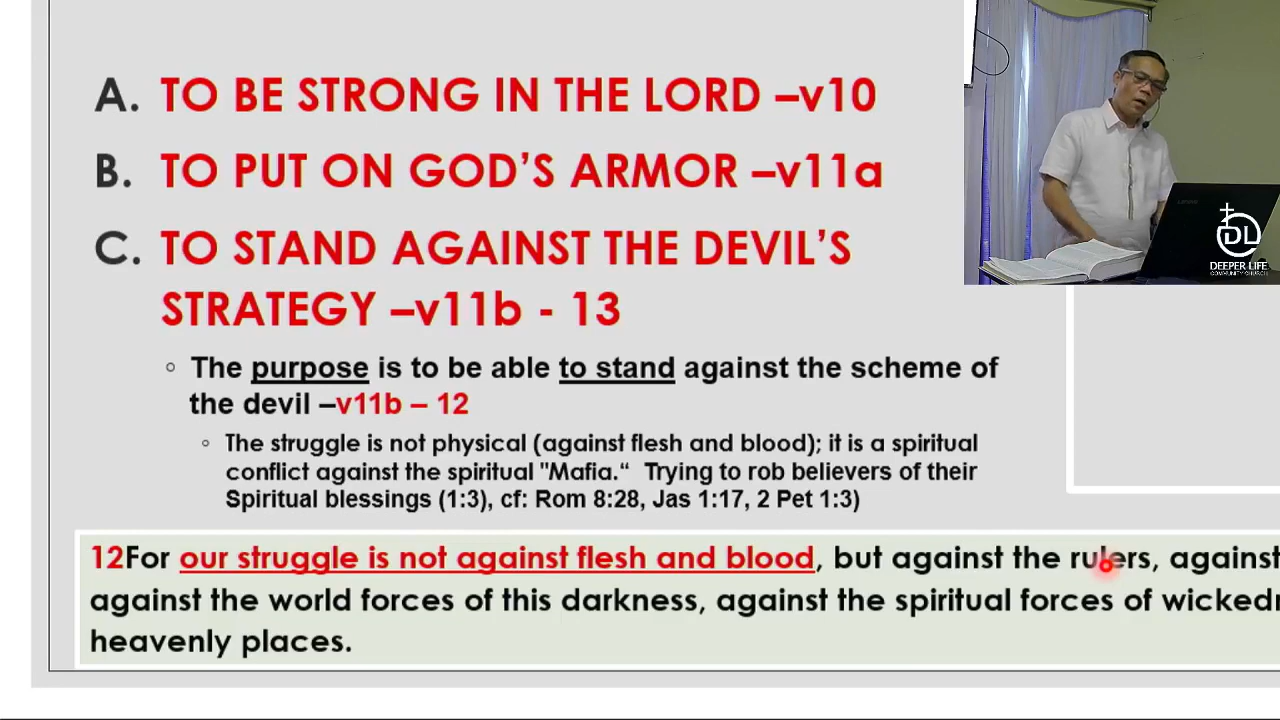 A. TO BE STRONG IN THE LORD –v10
B. TO PUT ON GOD’S ARMOR –v11a
C. TO STAND AGAINST THE DEVIL’S
STRATEGY –v11b - 13
The purpose is to be able to stand against the scheme of
the devil –v11b – 12
The struggle is not physical (against flesh and blood); it is a spiritual
conflict against the spiritual "Mafia.“ Trying to rob believers of their
Spiritual blessings (1:3), cf: Rom 8:28, Jas 1:17, 2 Pet 1:3)
12For our struggle is not against flesh and blood, but against the rulers, against
against the world forces of this darkness, against the spiritual forces of
heavenly places.
DL
DEEPER LIFE
COMMUNITY CHURCH